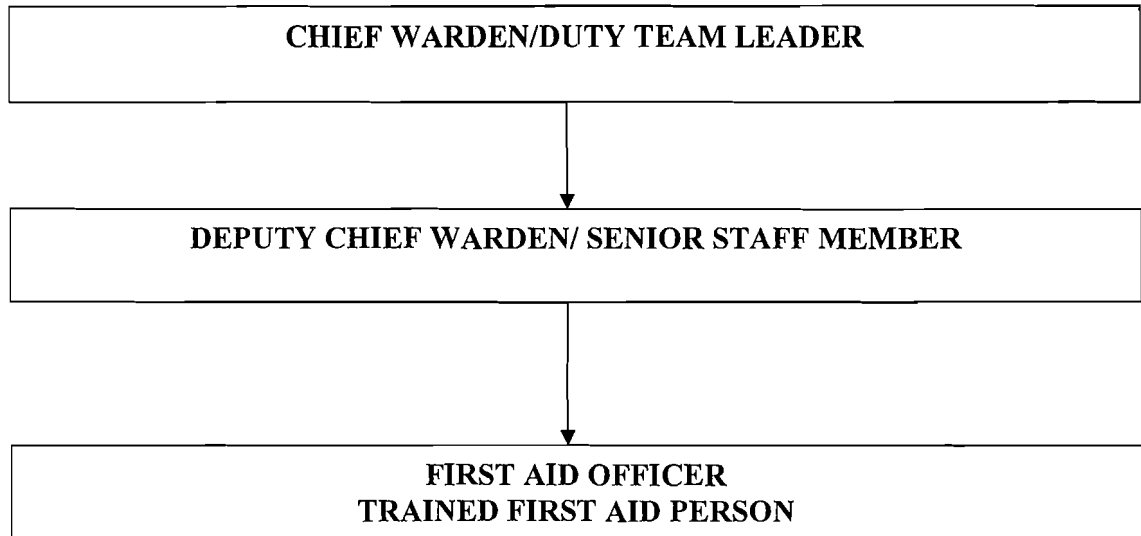 CHIEF WARDEN/DUTY TEAM LEADER
DEPUTY CHIEF WARDEN/ SENIOR STAFF MEMBER
FIRST AID OFFICER
TRAINED FIRST AID PERSON